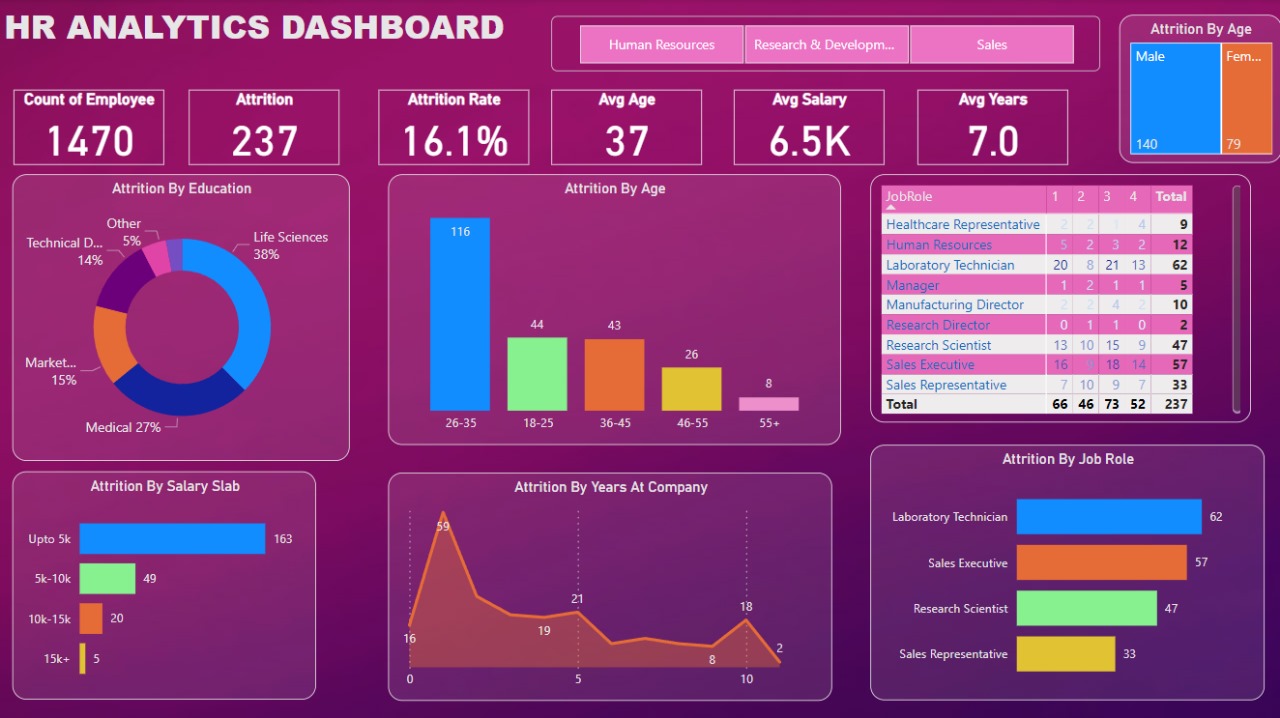 HR ANALYTICS DASHBOARD
Human Resources
Research & Developm...
Sales
Attrition By Age
Male
Fem...
140
79
Count of Employee
1470
Attrition
237
Attrition Rate
16.1%
Avg Age
37
Avg Salary
6.5K
Avg Years
7.0
Attrition By Education
Other
5%
Life Sciences
38%
Technical D...
14%
Market...
15%
Medical 27%
Attrition By Age
116
44
43
26
8
26-35 18-25 36-45 46-55 55+
JobRole 1 2 3 4 Total
Healthcare Representative 2 2 1 4 9
Human Resources 5 2 3 2 12
Laboratory Technician 20 8 21 13 62
Manager 1 2 1 1 5
Manufacturing Director 2 2 4 2 10
Research Director 0 1 1 0 2
Research Scientist 13 10 15 9 47
Sales Executive 16 9 18 14 57
Sales Representative 7 10 9 7 33
Total 66 46 73 52 237
Attrition By Salary Slab
Upto 5k 163
5k-10k 49
10k-15k 20
15k+ 5
Attrition By Years At Company
59
16
19
21
8
18
2
0 5 10
Attrition By Job Role
Laboratory Technician 62
Sales Executive 57
Research Scientist 47
Sales Representative 33